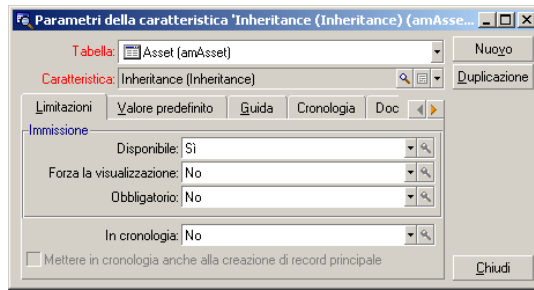 Parametri della caratteristica 'Inheritance (Inheritance) (amAsse...
Tabella: Asset (amAsset)
Nuovo
Caratteristica: Inheritance (Inheritance)
Duplicazione
Limitazioni Valore predefinito Guida Cronologia Doc
Immissione
Disponibile: Sì
Forza la visualizzazione: No
Obbligatorio: No
In cronologia: No
Mettere in cronologia anche alla creazione di record principale
Chiudi